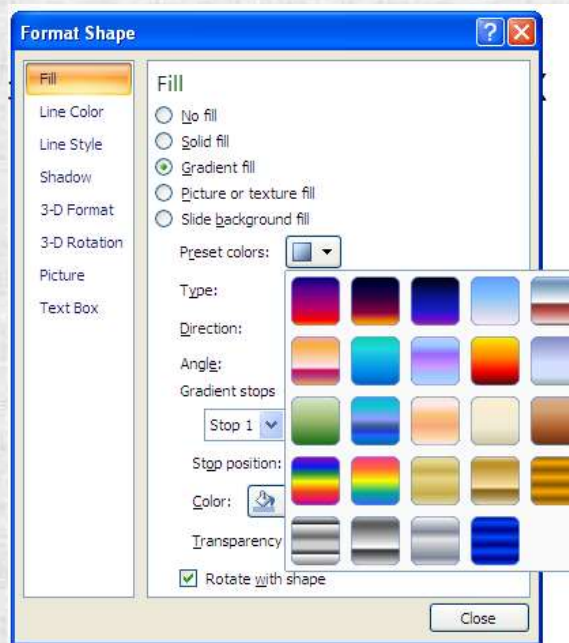 Format Shape
Fill
Line Color
Line Style
Shadow
3-D Format
3-D Rotation
Picture
Text Box
Fill
No fill
Solid fill
Gradient fill
Picture or texture fill
Slide background fill
Preset colors:
Type:
Direction:
Angle:
Gradient stops
Stop 1
Stop position:
Color:
Transparency
Rotate with shape
Close